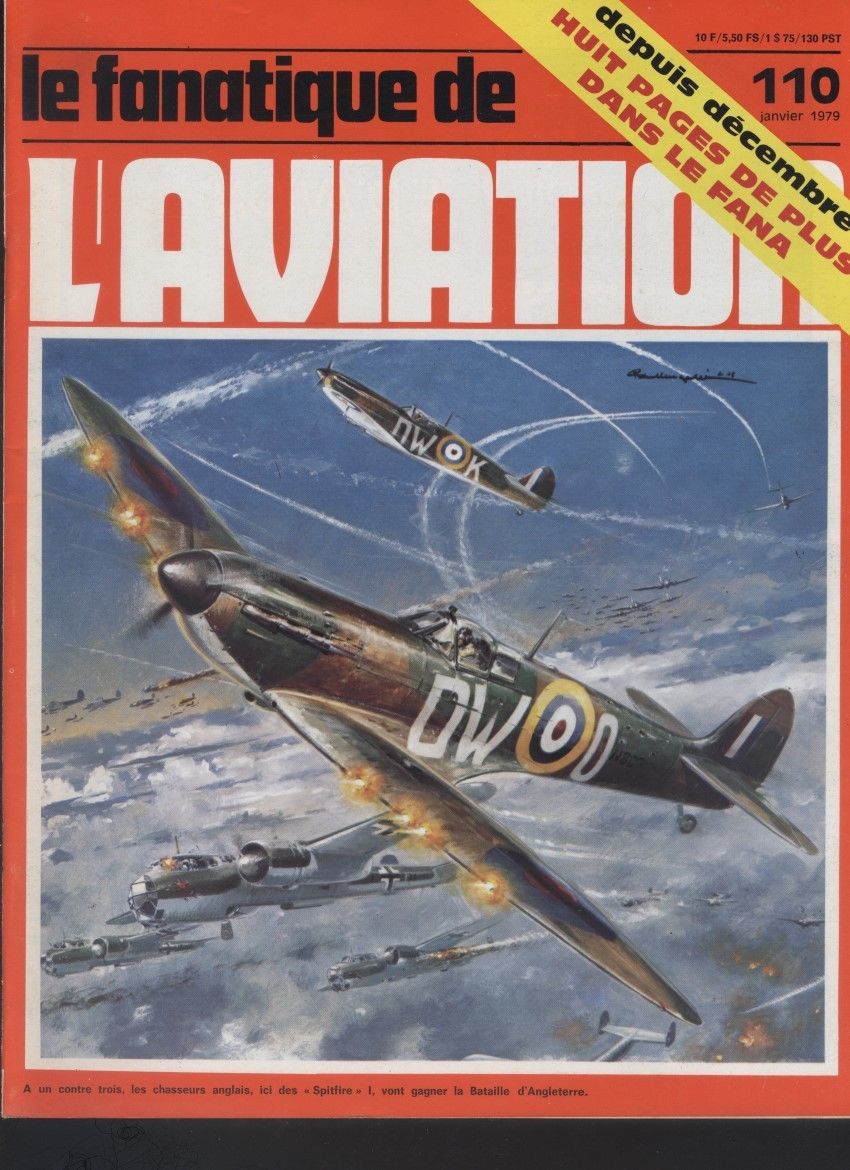 10 F/5,50 FS/1 $ 75/130 PST
le fanatique de
110
janvier 1979
depuis décembre
HUIT PAGES DE PLUS
DANS LE FANA
L'AVIATION
DW K
DW O
A un contre trois, les chasseurs anglais, ici des « Spitfire » I, vont gagner la Bataille d'Angleterre.